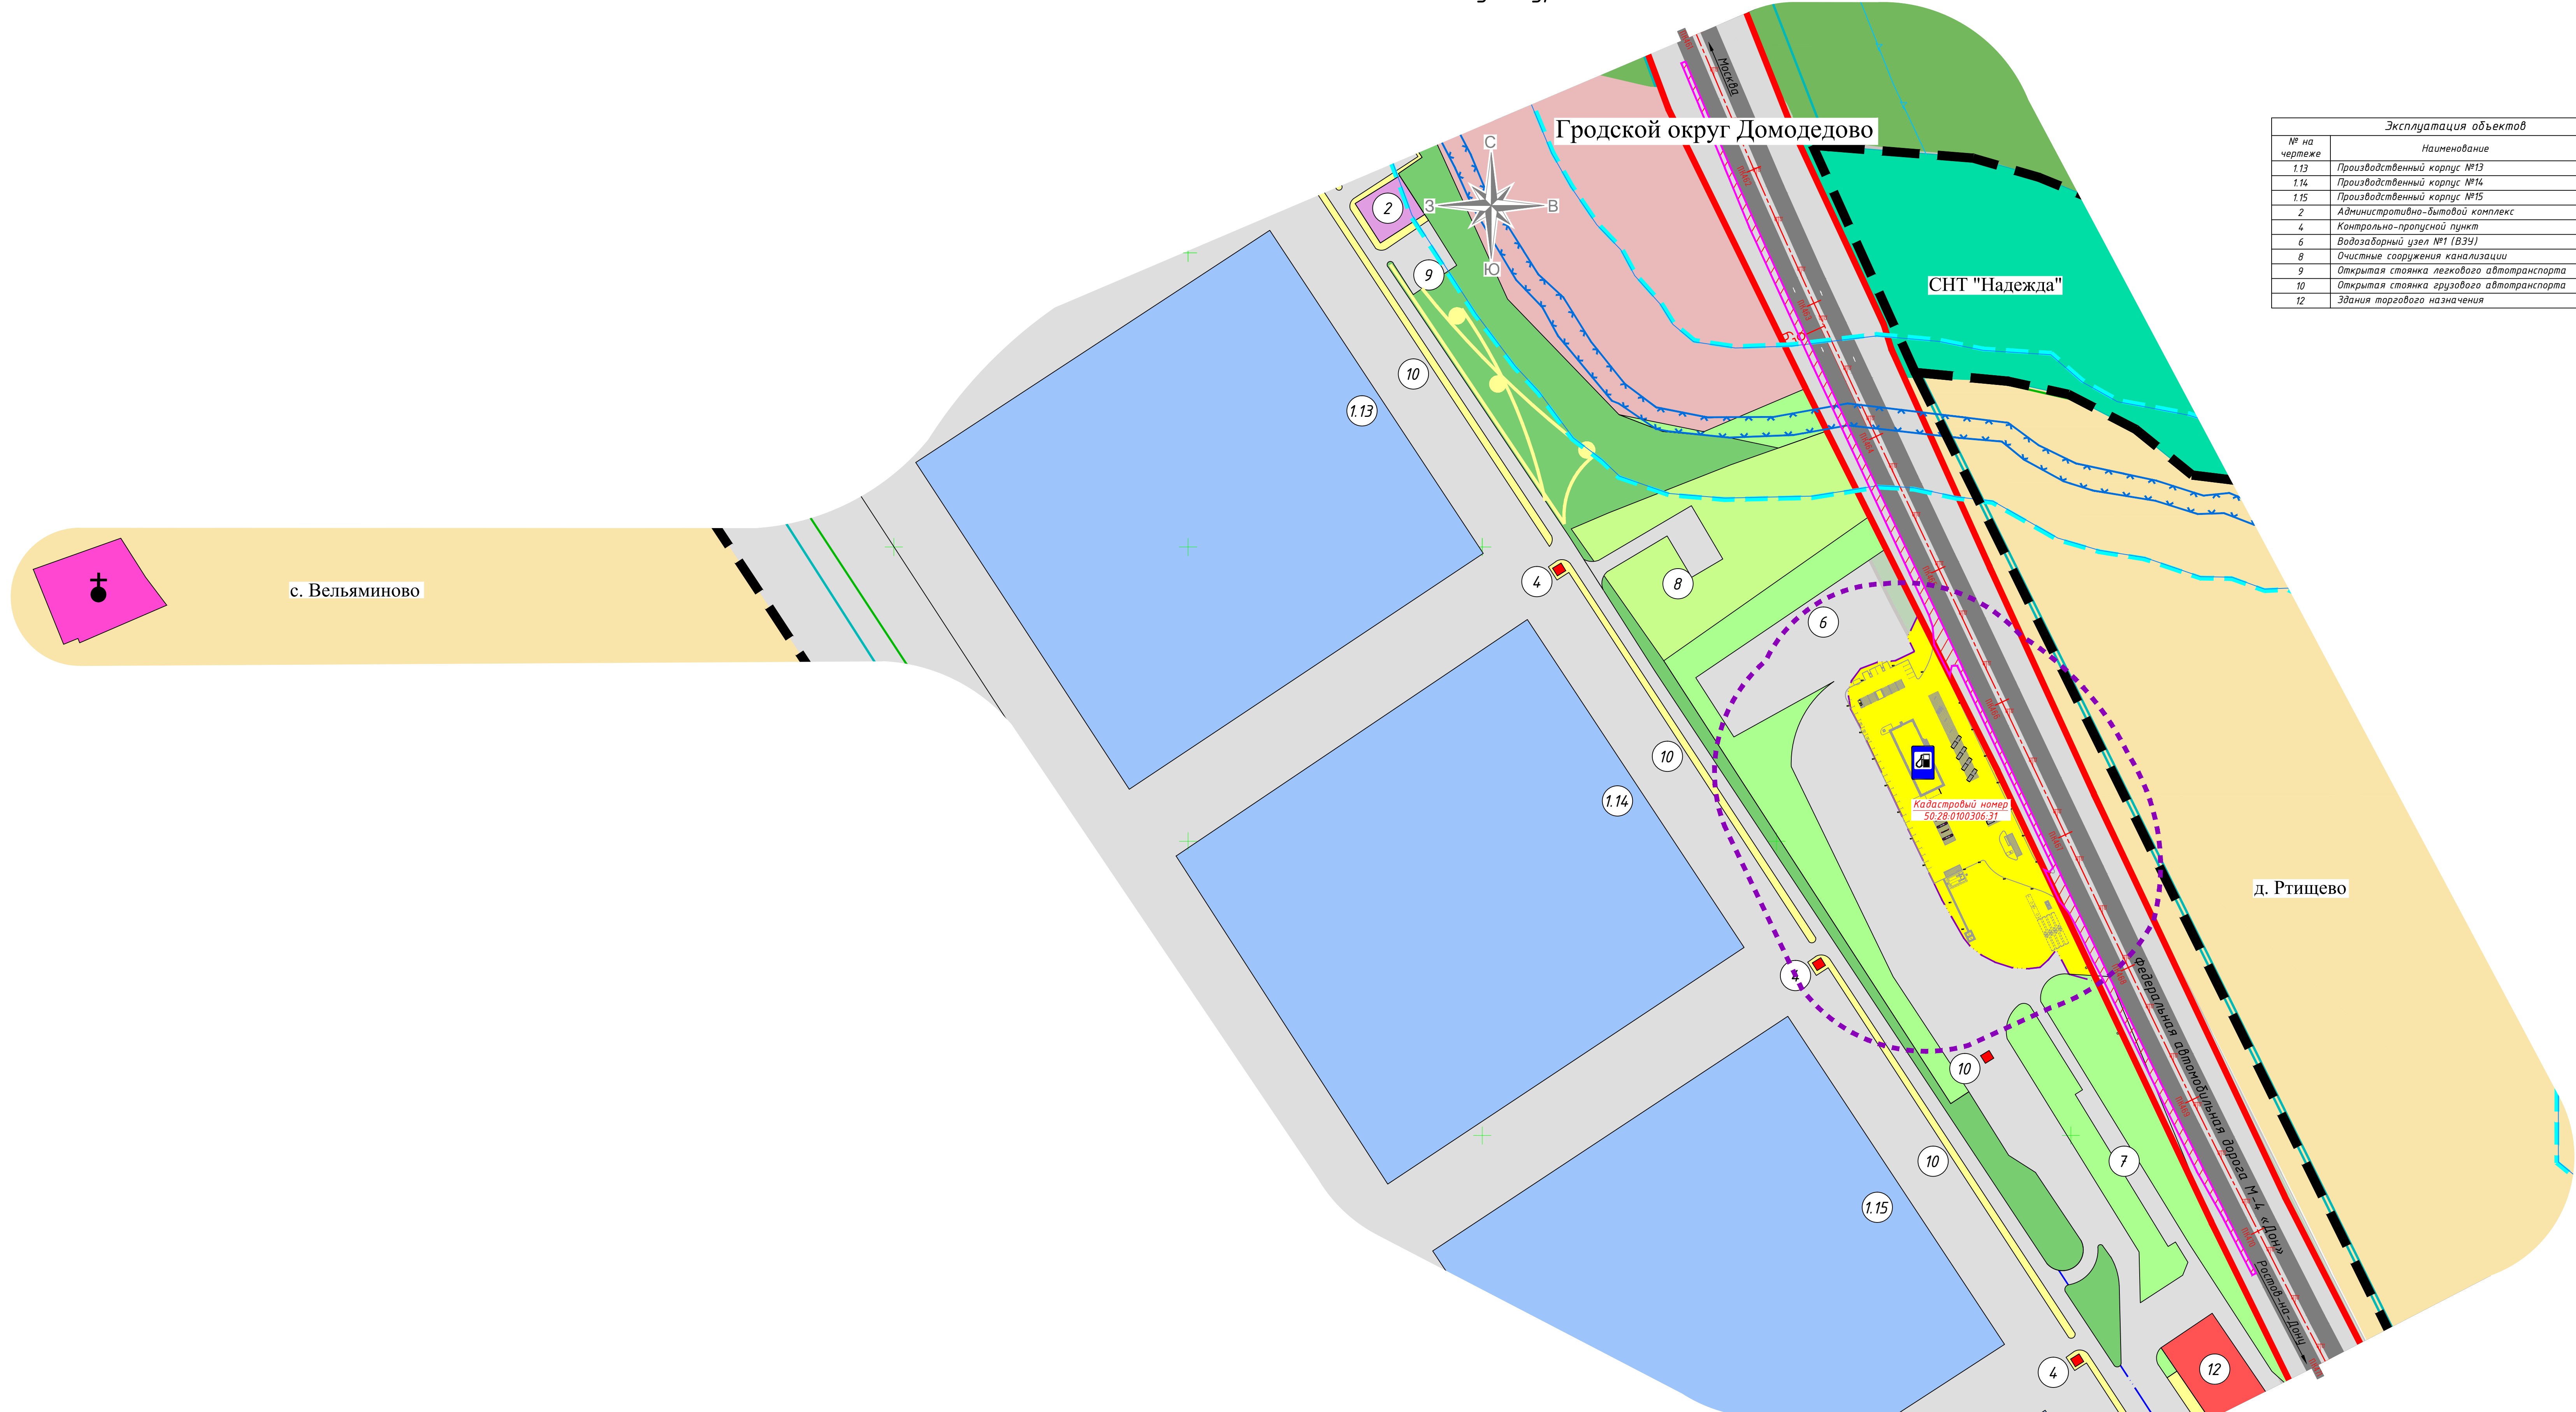 Москва
Гродской округ Домодедово
С
З
В
Ю
СНТ "Надежда"
Эксплуатация объектов
№ на чертеже
Наименование
1.13 Производственный корпус №13
1.14 Производственный корпус №14
1.15 Производственный корпус №15
2 Административно-бытовой комплекс
4 Контрольно-пропускной пункт
6 Водозаборный узел №1 (ВЗУ)
8 Очистные сооружения канализации
9 Открытая стоянка легкового автотранспорта
10 Открытая стоянка грузового автотранспорта
12 Здания торгового назначения
2
9
10
1.13
с. Вельяминово
4
8
6
10
1.14
Кадастровый номер
50:28:0100306:31
д. Ртищево
4
10
10
7
1.15
Федеральная автомобильная дорога М-4 «Дон»
Ростов-на-Дону
4
12